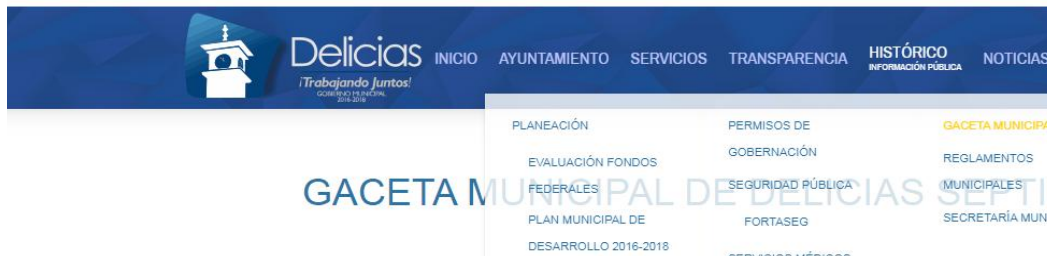 Delicias
¡Trabajando Juntos!
GOBIERNO MUNICIPAL
2016-2018
INICIO AYUNTAMIENTO SERVICIOS TRANSPARENCIA HISTÓRICO NOTICIAS
INFORMACIÓN PÚBLICA
PLANEACIÓN
EVALUACIÓN FONDOS
FEDERALES
PLAN MUNICIPAL DE
DESARROLLO 2016-2018
PERMISOS DE
GOBERNACIÓN
SEGURIDAD PÚBLICA
FORTASEG
SERVICIOS MÉDICOS
GACETA MUNICIPA
REGLAMENTOS
MUNICIPALES
SECRETARÍA MUN
GACETA MUNICIPAL DE DELICIAS SEPTI